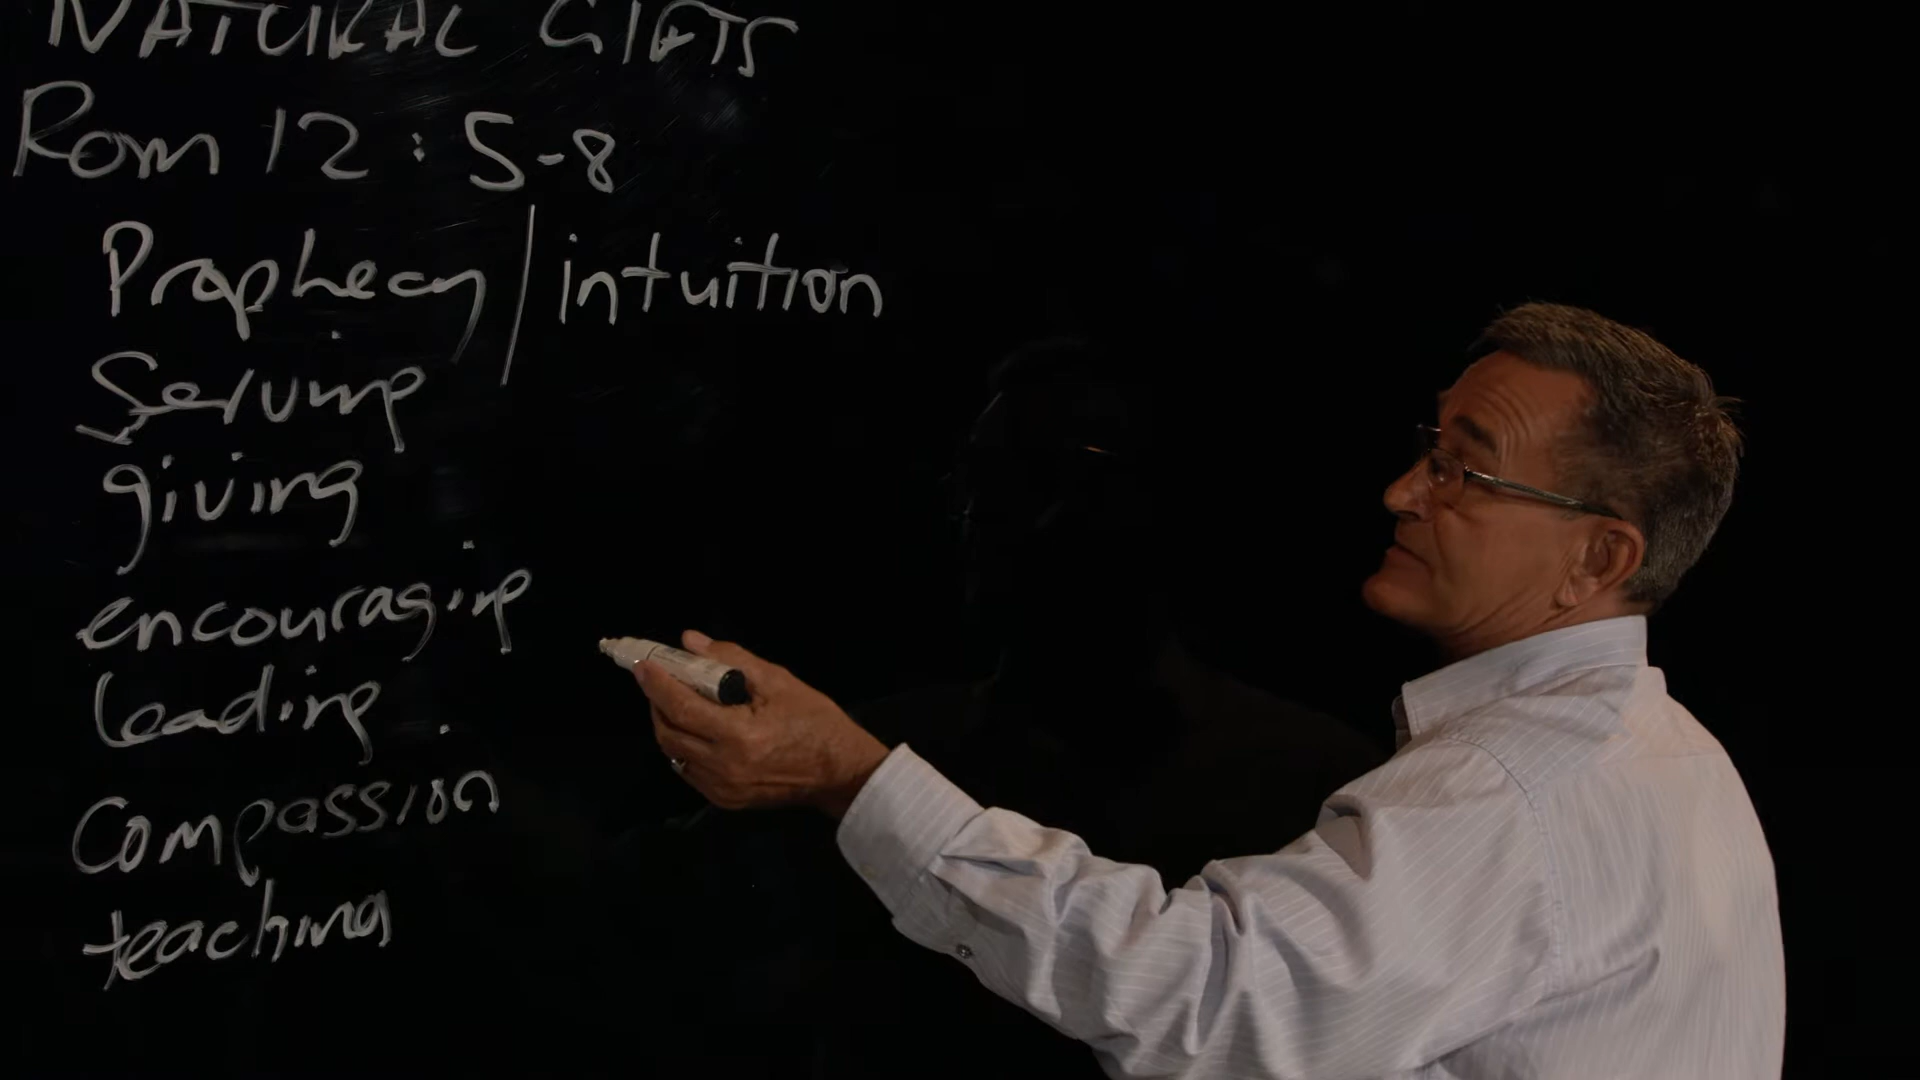 NATURAL GIFTS
Rom 12:5-8
Prophecy/intuition
Serving
giving
encouraging
leading
Compassion
teaching